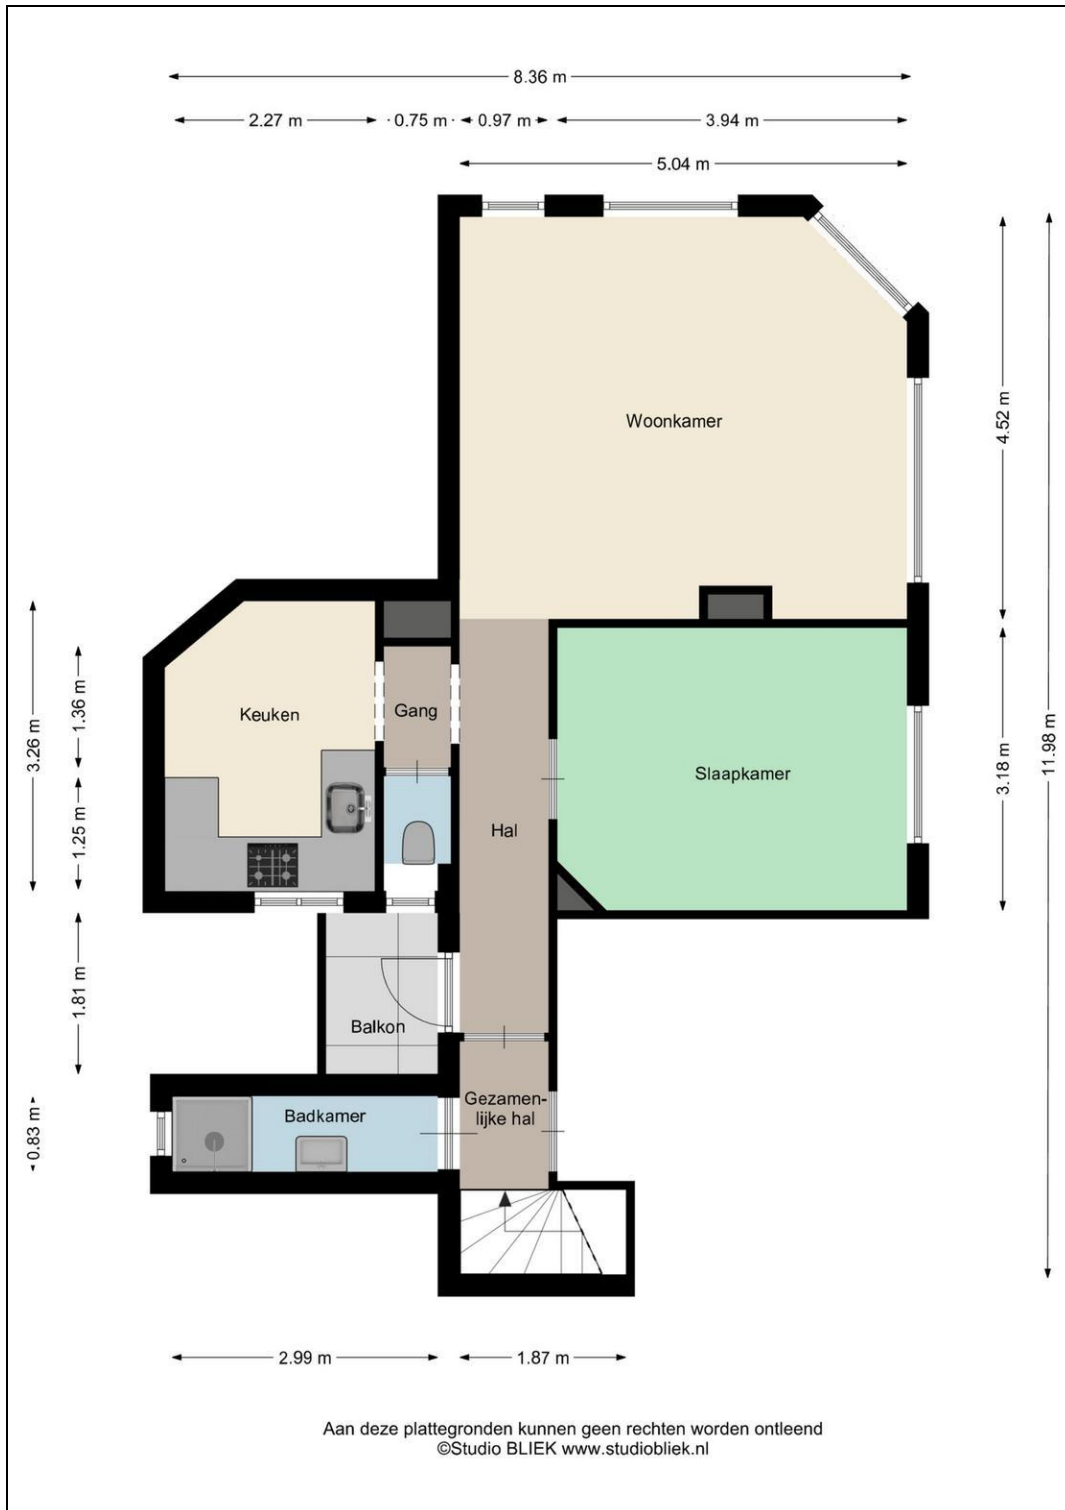 8.36 m
2.27 m
0.75 m
0.97 m
3.94 m
5.04 m
Woonkamer
4.52 m
11.98 m
3.26 m
1.36 m
Keuken
Gang
Slaapkamer
3.18 m
1.25 m
Hal
1.81 m
Balkon
0.83 m
Badkamer
Gezamen-
lijke hal
2.99 m
1.87 m
Aan deze plattegronden kunnen geen rechten worden ontleend
©Studio BLIEK www.studiobliek.nl